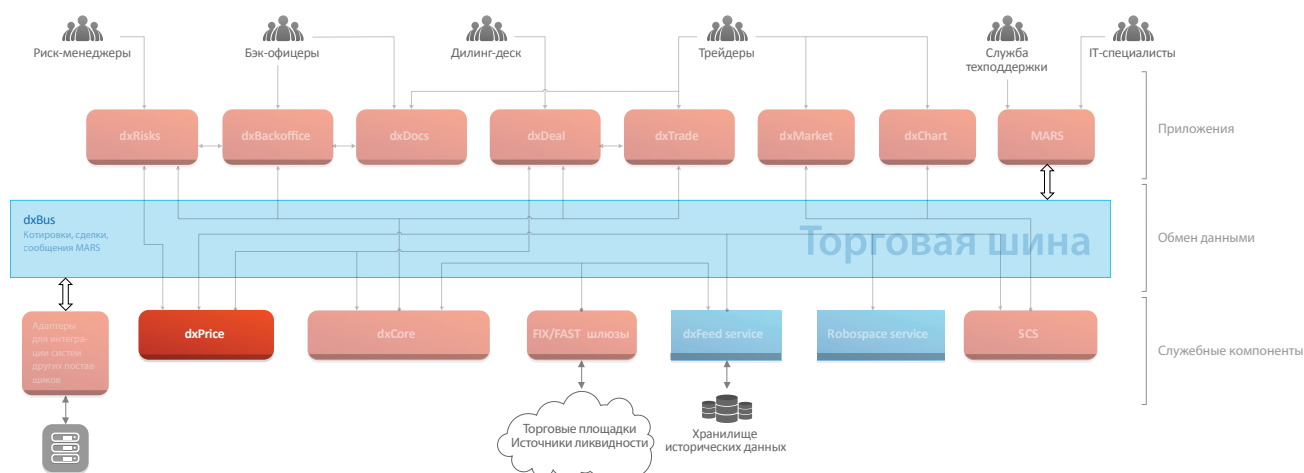 Риск-менеджеры
Бэк-офицеры
Дилинг-деск
Трейдеры
Служба
техподдержки
IT-специалисты
dxRisks
dxBackoffice
dxDocs
dxDeal
dxTrade
dxMarket
dxChart
MARS
Приложения
dxBus
Котировки, сделки,
сообщения MARS
Торговая шина
Обмен данными
Адаптеры
для интегра-
ции систем
других постав-
щиков
dxPrice
dxCore
FIX/FAST шлюзы
dxFeed service
Robospace service
SCS
Служебные компоненты
Торговые площадки
Источники ликвидности
Хранилище
исторических данных